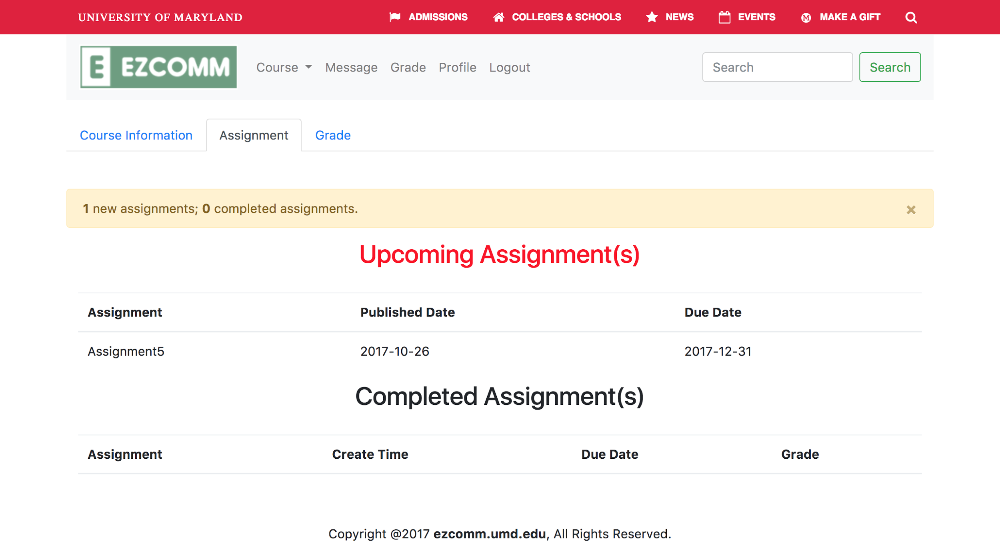 UNIVERSITY OF MARYLAND ADMISSIONS COLLEGES & SCHOOLS NEWS EVENTS M MAKE A GIFT
E EZCOMM Course Message Grade Profile Logout Search Search
Course Information Assignment Grade
1 new assignments; 0 completed assignments. ×
Upcoming Assignment(s)
Assignment Published Date Due Date
Assignment5 2017-10-26 2017-12-31
Completed Assignment(s)
Assignment Create Time Due Date Grade
Copyright @2017 ezcomm.umd.edu, All Rights Reserved.